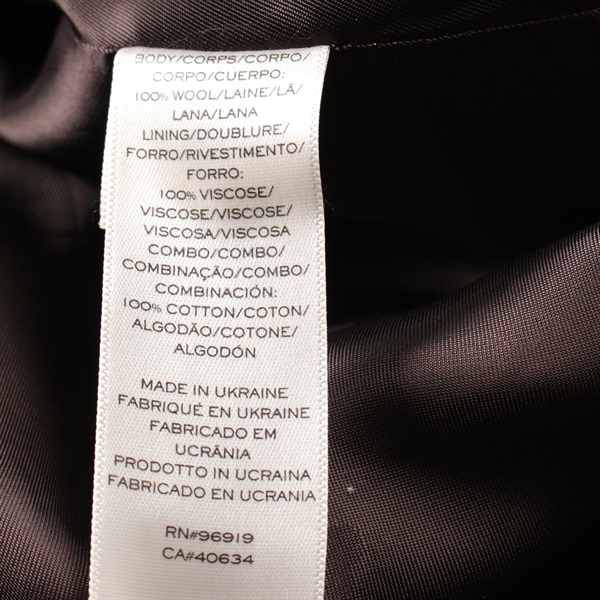 BODY/CORPS/CORPO/
CORPO/CUERPO:
100% WOOL/LAINE/LÃ/
LANA/LANA
LINING/DOUBLURE/
FORRO/RIVESTIMENTO/
FORRO:
100% VISCOSE/
VISCOSE/VISCOSE/
VISCOSA/VISCOSA
COMBO/COMBO/
COMBINAÇÃO/COMBO/
COMBINACIÓN:
100% COTTON/COTON/
ALGODÃO/COTONE/
ALGODÓN
MADE IN UKRAINE
FABRIQUÉ EN UKRAINE
FABRICADO EM
UCRÂNIA
PRODOTTO IN UCRAINA
FABRICADO EN UCRANIA
RN#96919
CA#40634